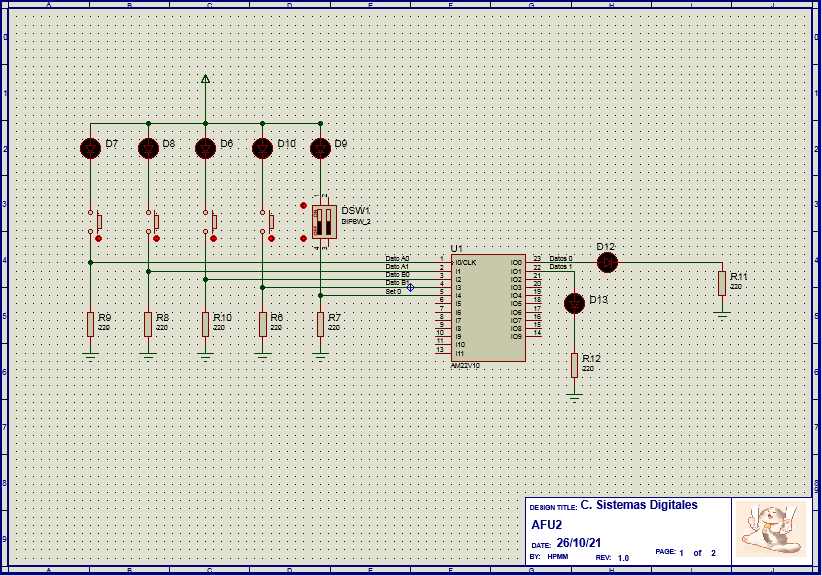 A B C D E F G H J
0
1
2
3
4
5
6
7
8
9
D7 D8 D6 D10 D9
1 2
DSW1
DIPSW_2
4 3
Dato A0
Dato A1
Dato B0
Dato B1
Set 0
R9
220
R8
220
R10
220
R6
220
R7
220
U1
1 I0/CLK
2 I1
3 I2
4 I3
5 I4
6 I5
7 I6
8 I7
9 I8
10 I9
11 I10
13 I11
IO0 23
IO1 22
IO2 21
IO3 20
IO4 19
IO5 18
IO6 17
IO7 16
IO8 15
IO9 14
AM22V10
Datos 0
Datos 1
D12
D13
R11
220
R12
220
DESIGN TITLE: C. Sistemas Digitales
AFU2
DATE: 26/10/21
BY: HPMM REV: 1.0
PAGE: 1 of 2
A B C D E F G H J